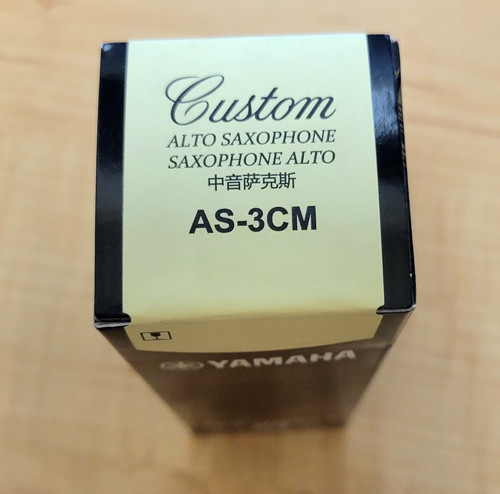 Custom
ALTO SAXOPHONE
SAXOPHONE ALTO
中音萨克斯
AS-3CM
YAMAHA